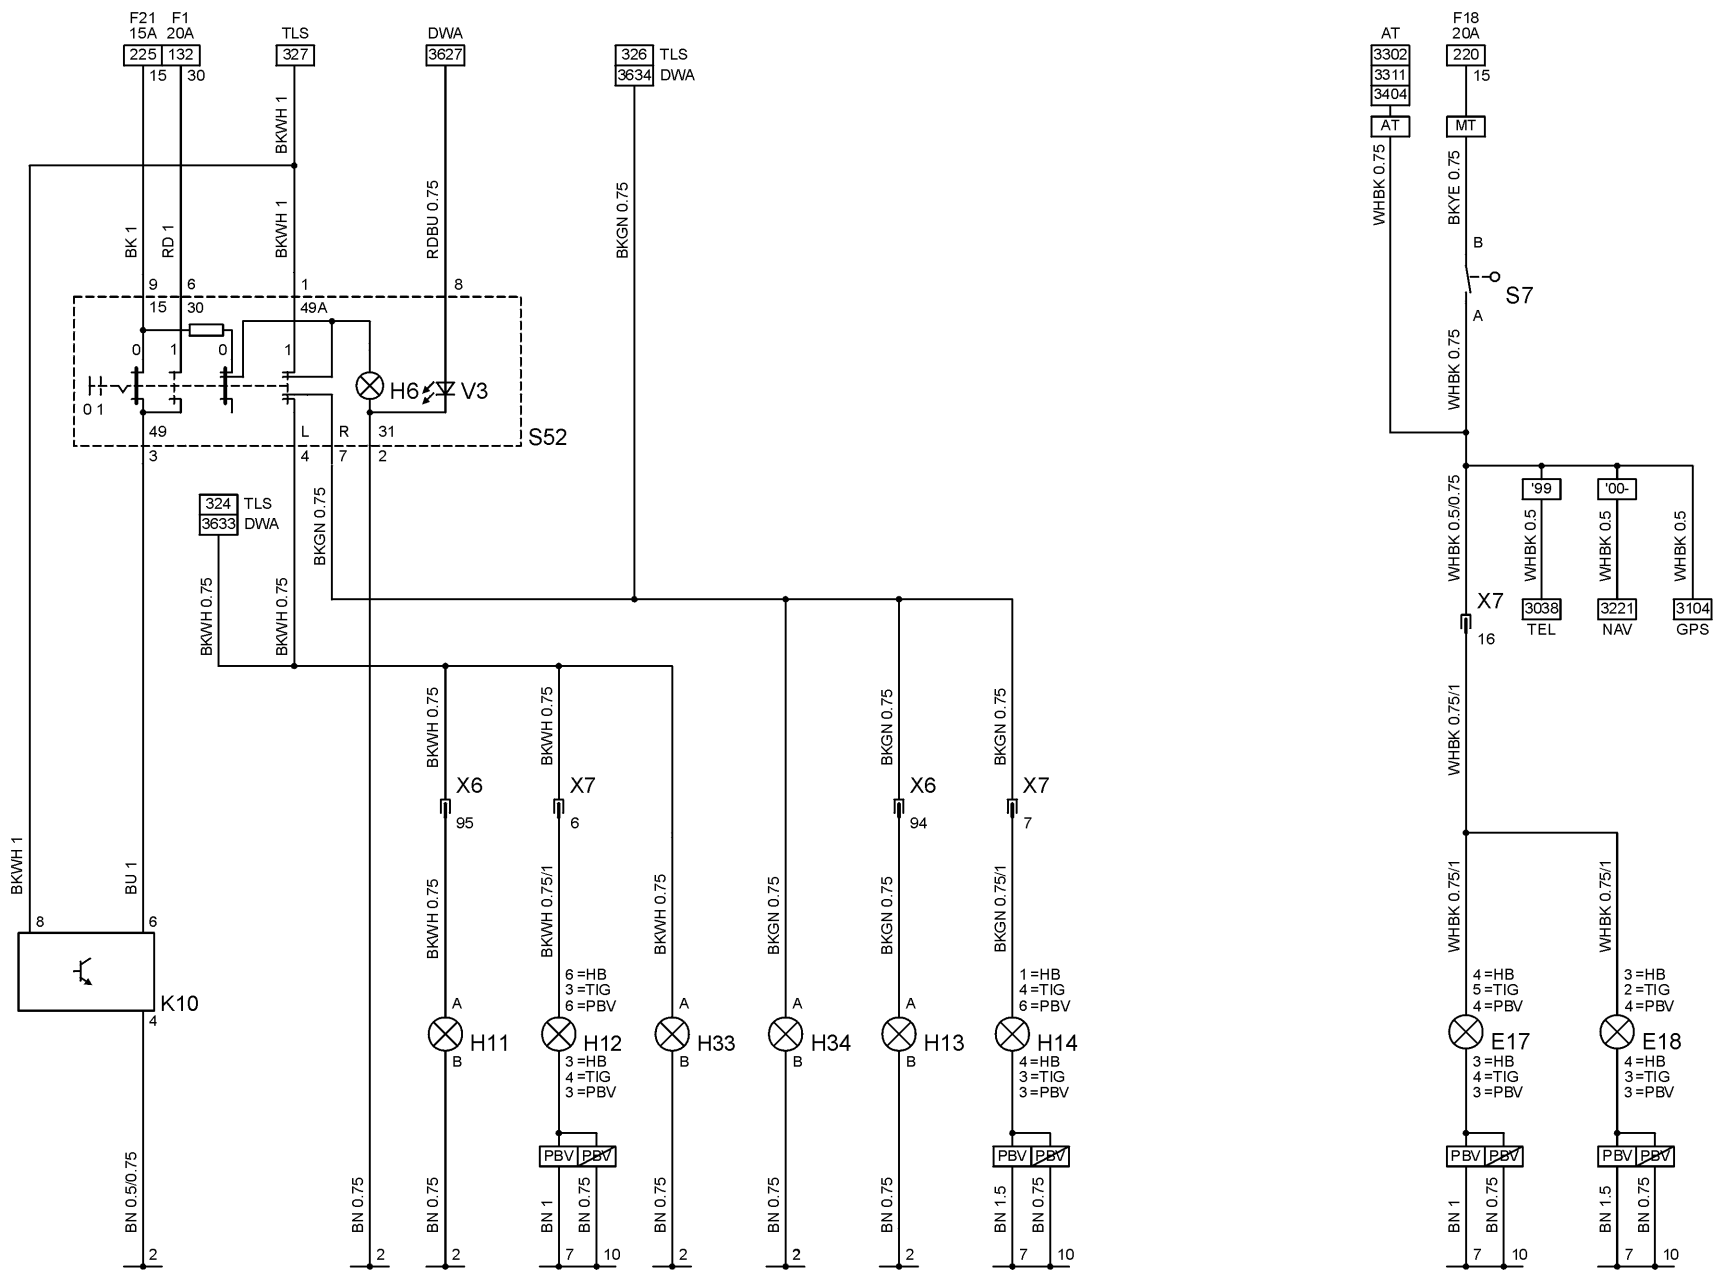 F21 F1
15A 20A TLS DWA
225 132 327 3627
15 30
326 TLS
3634 DWA
AT F18
20A
3302 220
3311 15
3404
AT MT
BKWH 1
BK 1
RD 1
BKWH 1
RDBU 0.75
BKGN 0.75
WHBK 0.75
BKYE 0.75
B
S7
A
WHBK 0.75
9 6 1 8
15 30 49A
0 1 0 1
0 1
H6 V3
49 L R 31
S52
3 4 7 2
324 TLS
3633 DWA
BKGN 0.75
BKWH 0.75
BKWH 0.75
WHBK 0.5/0.75
'99 '00-
WHBK 0.5
WHBK 0.5
WHBK 0.5
3038 3221 3104
TEL NAV GPS
X7
16
BKWH 0.75
BKWH 0.75
BKGN 0.75
BKGN 0.75
WHBK 0.75/1
X6 X7 X6 X7
95 6 94 7
BKWH 1
BU 1
BKWH 0.75
BKWH 0.75/1
BKWH 0.75
BKGN 0.75
BKGN 0.75
BKGN 0.75/1
WHBK 0.75/1
WHBK 0.75/1
8 6
K10
4
6 =HB
3 =TIG
6 =PBV
1 =HB
4 =TIG
6 =PBV
4 =HB
5 =TIG
4 =PBV
3 =HB
2 =TIG
4 =PBV
A A A
H11 H12 H33 H34 H13 H14 E17 E18
B B B
3 =HB
4 =TIG
3 =PBV
4 =HB
3 =TIG
3 =PBV
3 =HB
4 =TIG
3 =PBV
4 =HB
3 =TIG
3 =PBV
PBV PBV PBV PBV PBV PBV PBV PBV
BN 0.5/0.75
BN 0.75
BN 0.75
BN 1
BN 0.75
BN 0.75
BN 0.75
BN 0.75
BN 1.5
BN 0.75
BN 1
BN 0.75
BN 1.5
BN 0.75
2 2 2 7 10 2 2 2 7 10 7 10 7 10